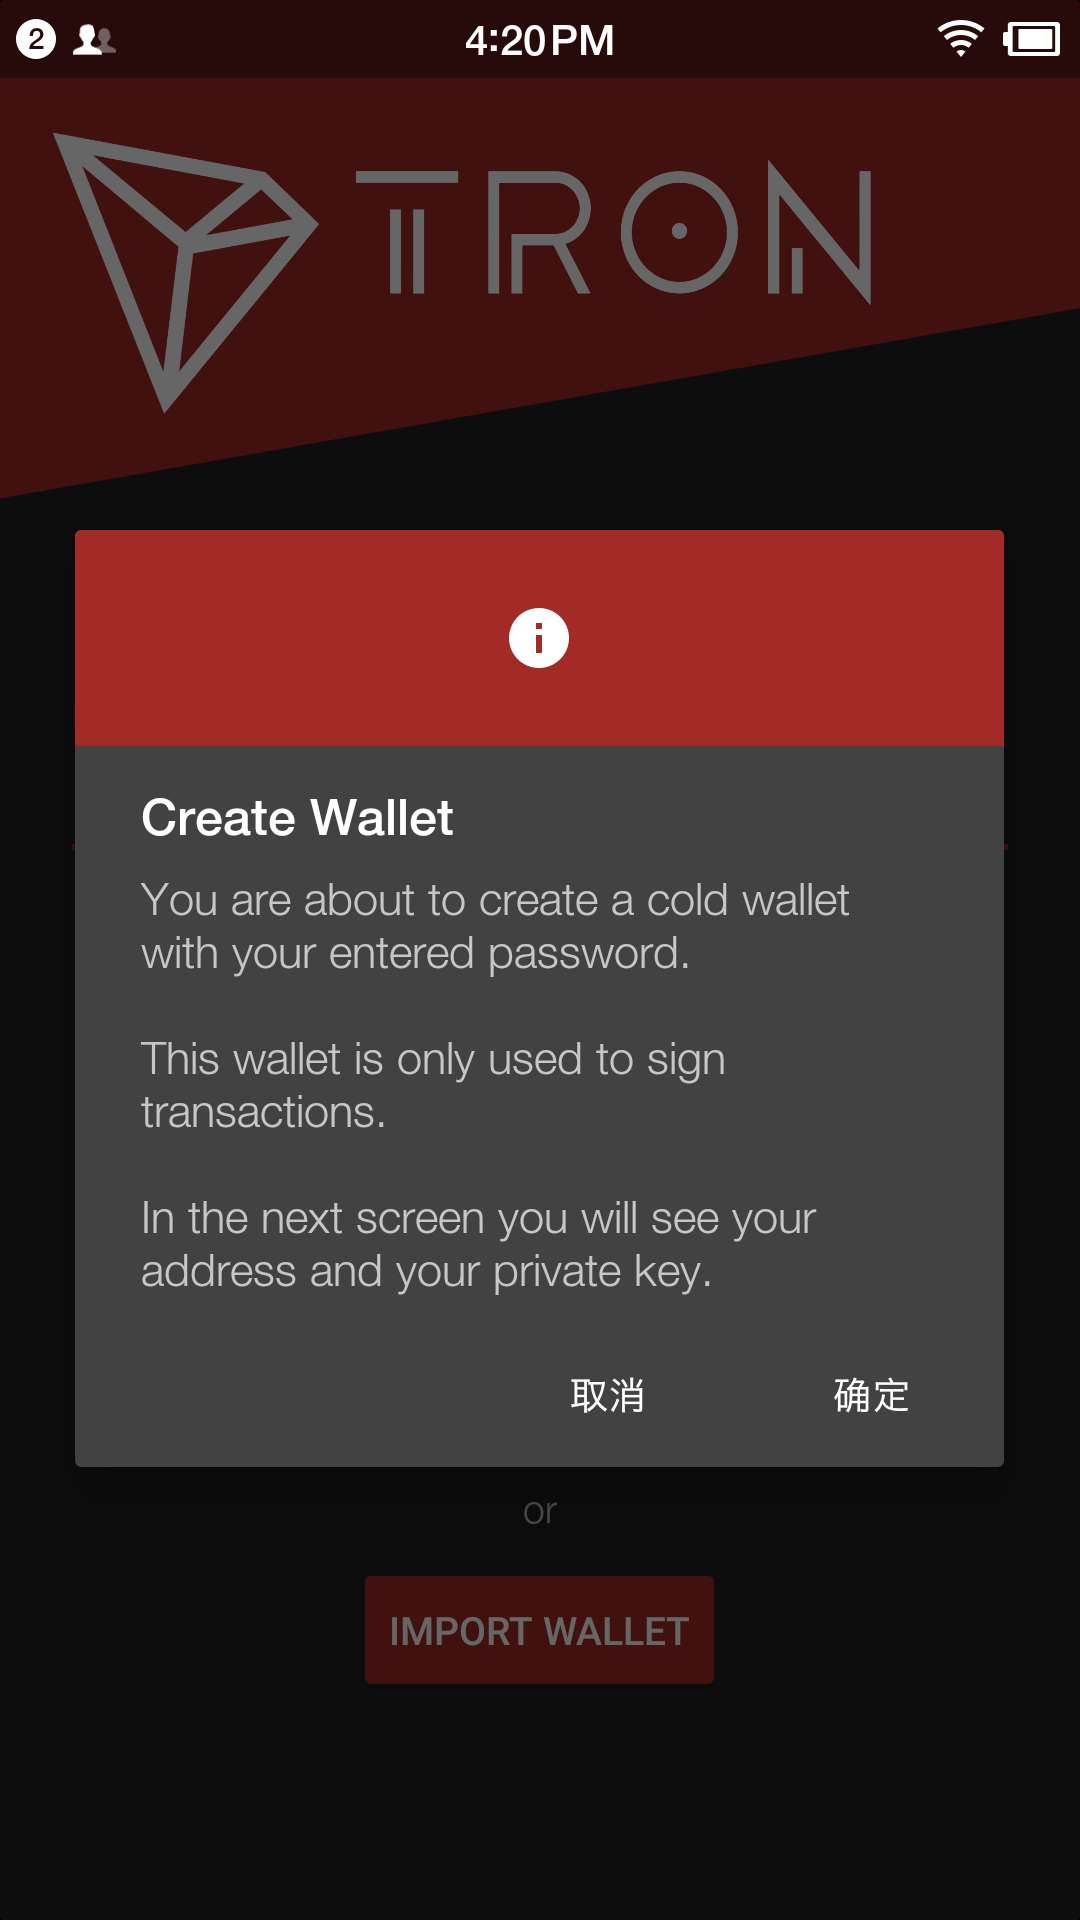 2
4:20 PM
TRON
Create Wallet
You are about to create a cold wallet
with your entered password.
This wallet is only used to sign
transactions.
In the next screen you will see your
address and your private key.
取消 确定
or
IMPORT WALLET